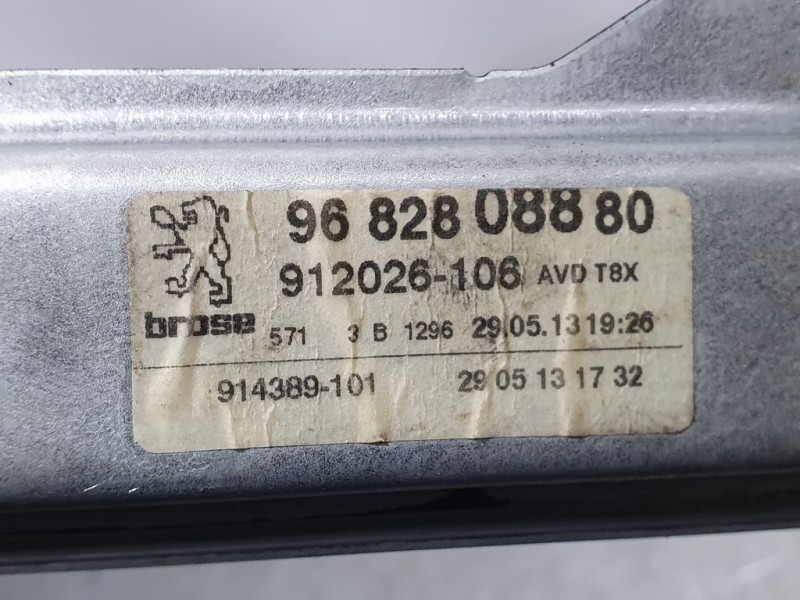 96 828 088 80
912026-106 AVD T8X
brose 571 3 B 1296 29.05.13 19:26
914389-101 29 05 13 17 32